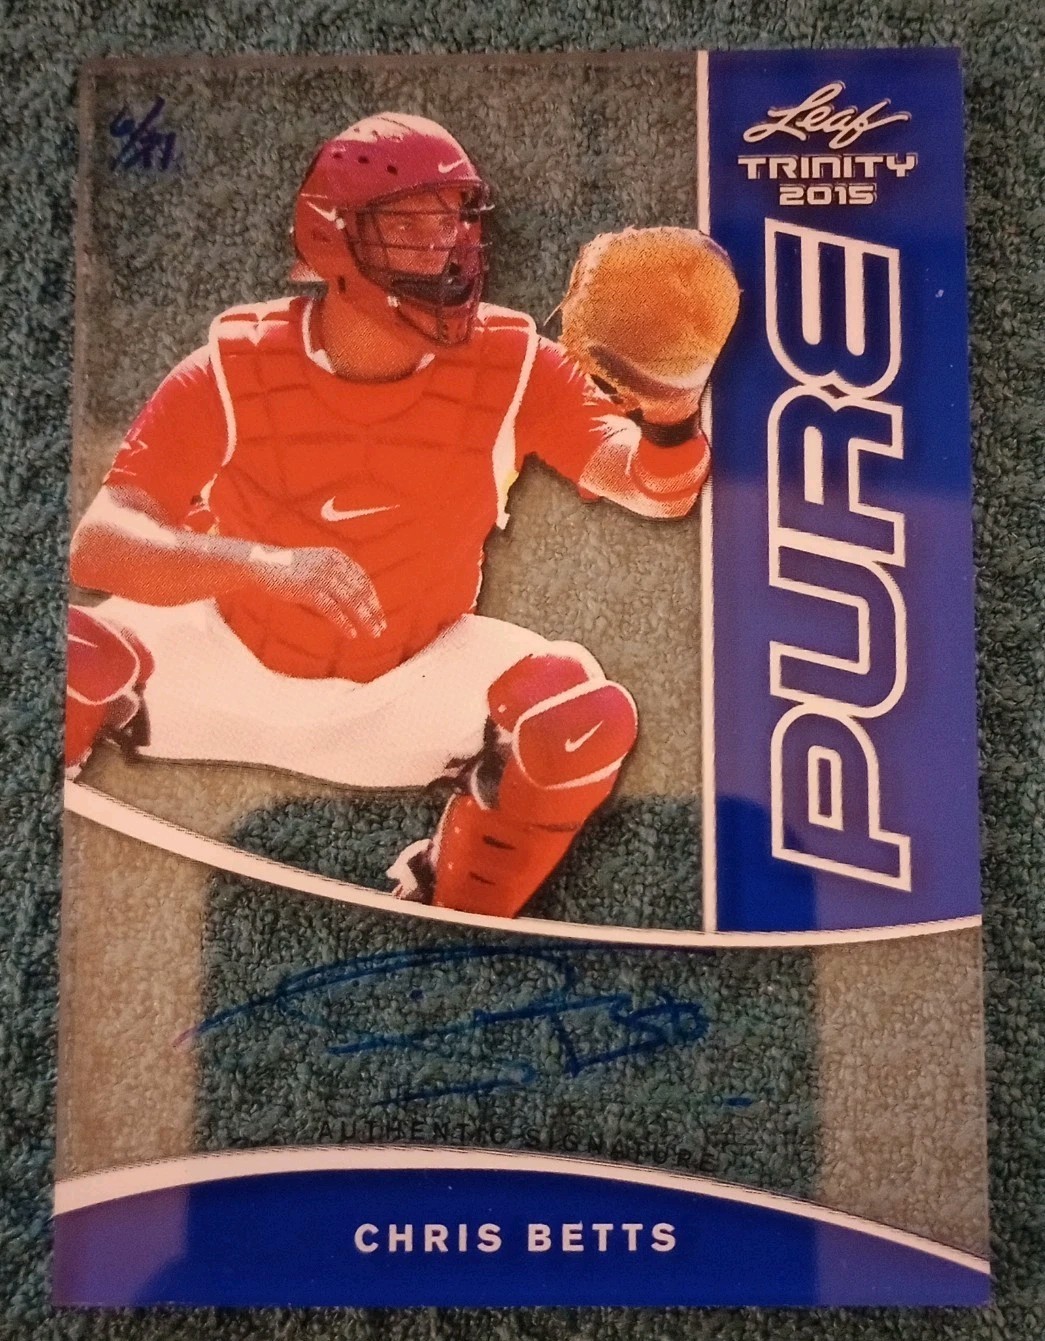 Leaf
TRINITY
2015
PURE
AUTHENTIC SIGNATURE
CHRIS BETTS